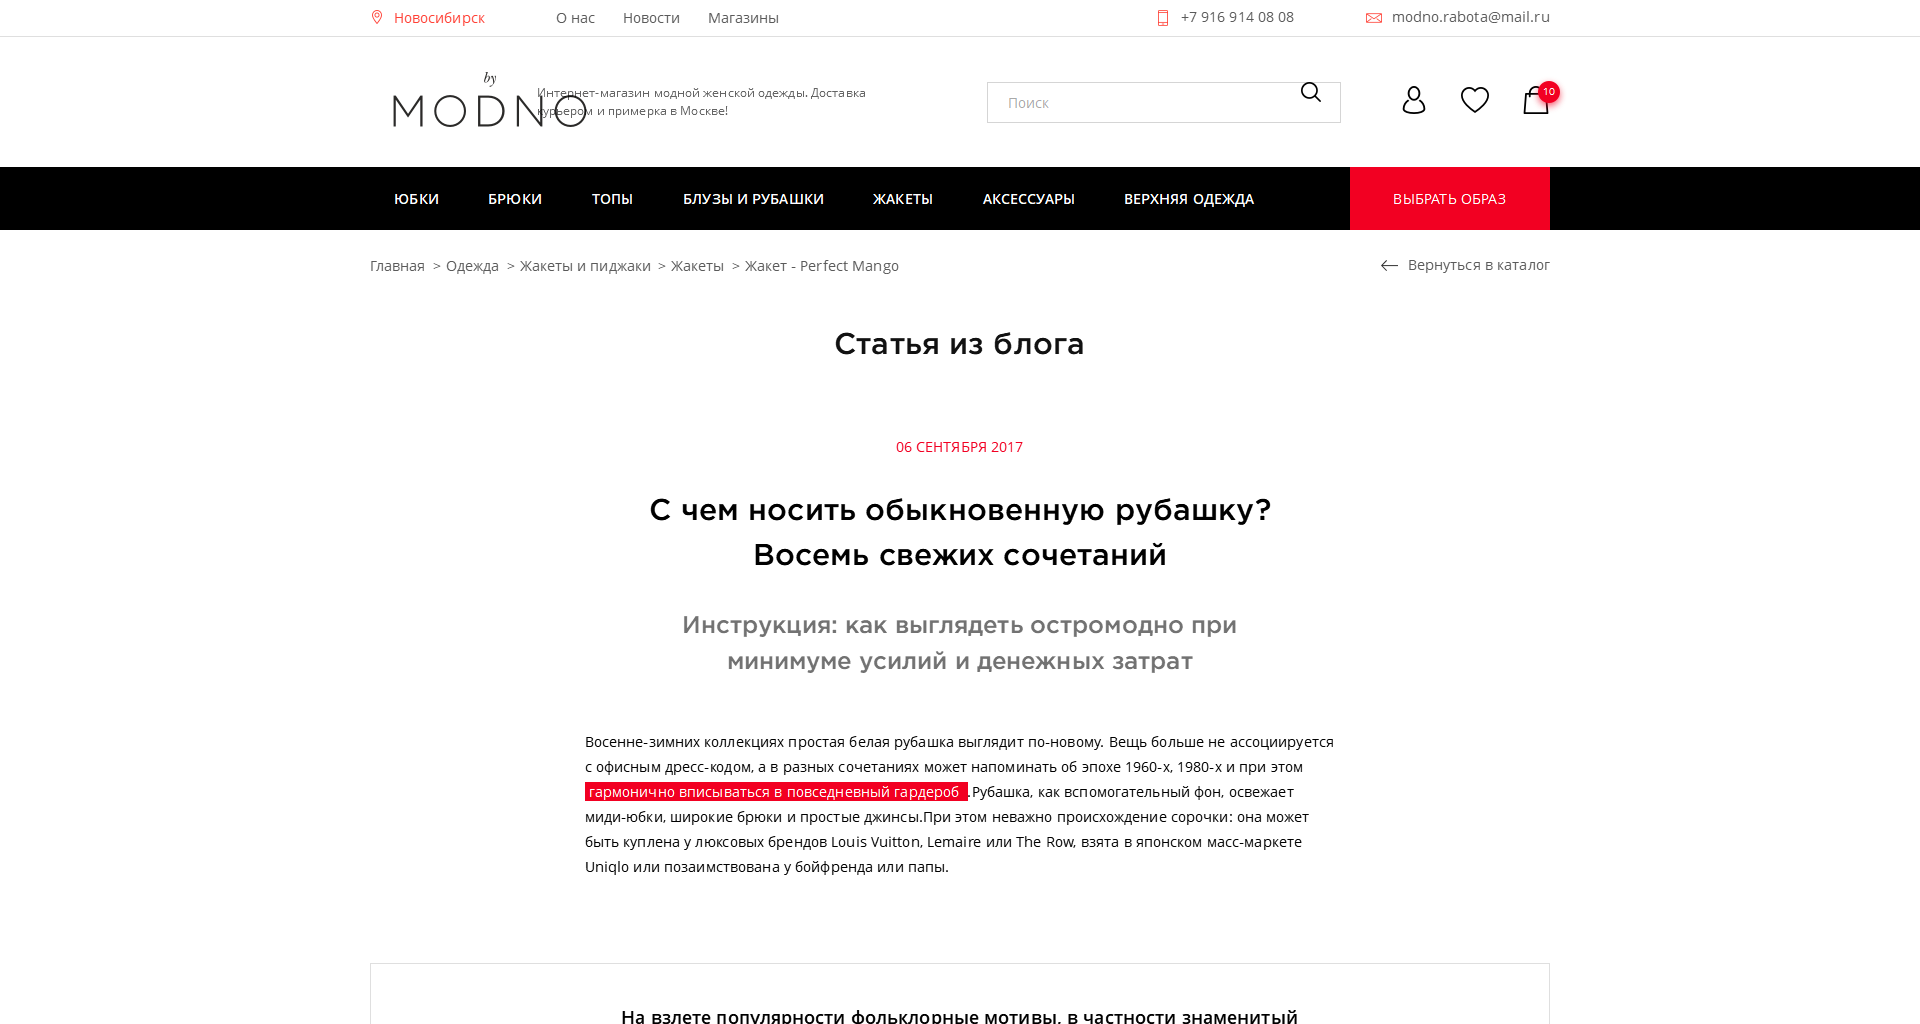 Новосибирск О нас Новости Магазины +7 916 914 08 08 modno.rabota@mail.ru
by
MODNO
Интернет-магазин модной женской одежды. Доставка
курьером и примерка в Москве!
Поиск
10
ЮБКИ БРЮКИ ТОПЫ БЛУЗЫ И РУБАШКИ ЖАКЕТЫ АКСЕССУАРЫ ВЕРХНЯЯ ОДЕЖДА ВЫБРАТЬ ОБРАЗ
Главная > Одежда > Жакеты и пиджаки > Жакеты > Жакет - Perfect Mango Вернуться в каталог
Статья из блога
06 СЕНТЯБРЯ 2017
С чем носить обыкновенную рубашку?
Восемь свежих сочетаний
Инструкция: как выглядеть остромодно при
минимуме усилий и денежных затрат
Восенне-зимних коллекциях простая белая рубашка выглядит по-новому. Вещь больше не ассоциируется
с офисным дресс-кодом, а в разных сочетаниях может напоминать об эпохе 1960-х, 1980-х и при этом
гармонично вписываться в повседневный гардероб .Рубашка, как вспомогательный фон, освежает
миди-юбки, широкие брюки и простые джинсы.При этом неважно происхождение сорочки: она может
быть куплена у люксовых брендов Louis Vuitton, Lemaire или The Row, взята в японском масс-маркете
Uniqlo или позаимствована у бойфренда или папы.
На взлете популярности фольклорные мотивы, в частности знаменитый